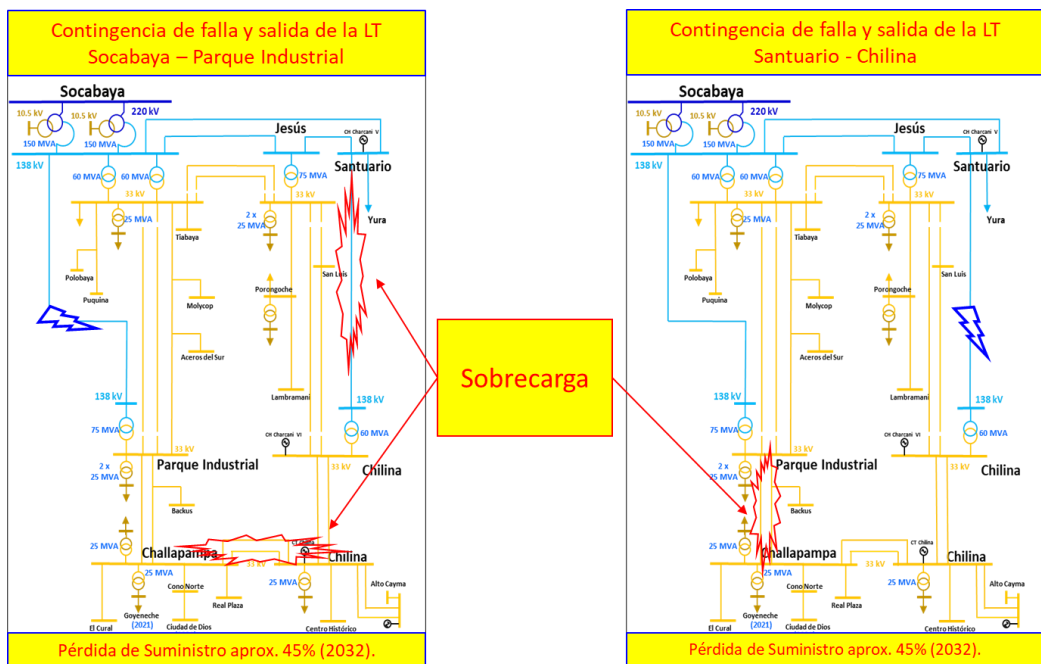 Contingencia de falla y salida de la LT
Socabaya – Parque Industrial
Socabaya
10.5 kV
10.5 kV
220 kV
150 MVA
150 MVA
Jesús
CH Charcani V
138 kV
Santuario
60 MVA
60 MVA
75 MVA
33 kV
33 kV
25 MVA
2 x
25 MVA
Yura
Tiabaya
Polobaya
San Luis
Puquina
Molycop
Porongoche
Aceros del Sur
Lambramani
138 kV
138 kV
75 MVA
CH Charcani VI
60 MVA
33 kV
Parque Industrial
33 kV
Chilina
2 x
25 MVA
Backus
25 MVA
Challapampa
33 kV
Chilina
25 MVA
Cono Norte
25 MVA
Alto Cayma
Real Plaza
Goyeneche
(2021)
El Cural
Ciudad de Dios
Centro Histórico
Pérdida de Suministro aprox. 45% (2032).
Sobrecarga
Contingencia de falla y salida de la LT
Santuario - Chilina
Socabaya
10.5 kV
10.5 kV
220 kV
150 MVA
150 MVA
Jesús
CH Charcani V
138 kV
Santuario
60 MVA
60 MVA
75 MVA
33 kV
33 kV
25 MVA
2 x
25 MVA
Yura
Tiabaya
Polobaya
San Luis
Puquina
Molycop
Porongoche
Aceros del Sur
Lambramani
138 kV
138 kV
75 MVA
CH Charcani VI
60 MVA
33 kV
Parque Industrial
33 kV
Chilina
2 x
25 MVA
Backus
25 MVA
Challapampa
33 kV
CT Chilina
Chilina
25 MVA
Cono Norte
25 MVA
Alto Cayma
Real Plaza
Goyeneche
(2021)
El Cural
Ciudad de Dios
Centro Histórico
Pérdida de Suministro aprox. 45% (2032).